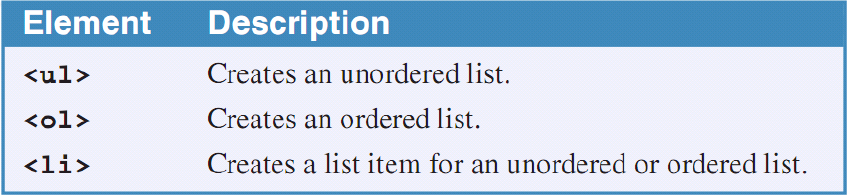 Element Description
<ul> Creates an unordered list.
<ol> Creates an ordered list.
<li> Creates a list item for an unordered or ordered list.